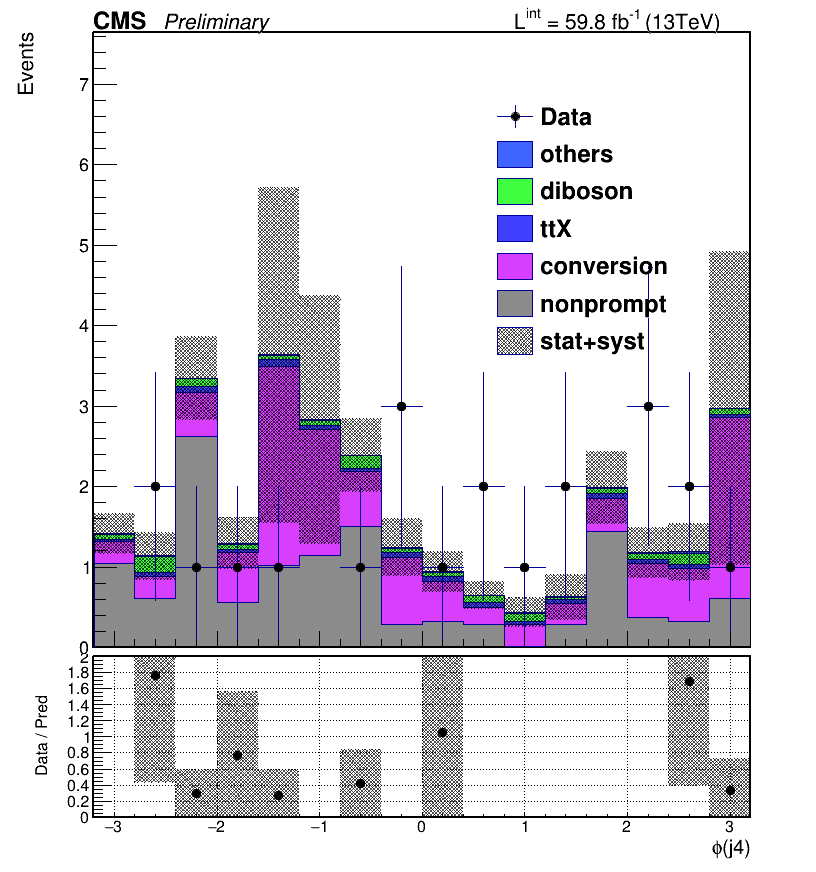 CMS Preliminary L^int = 59.8 fb^-1 (13TeV)
Events
7
6
5
4
3
2
1
0
Data
others
diboson
ttX
conversion
nonprompt
stat+syst
Data / Pred
2
1.8
1.6
1.4
1.2
1
0.8
0.6
0.4
0.2
0
−3 −2 −1 0 1 2 3
ϕ(j4)